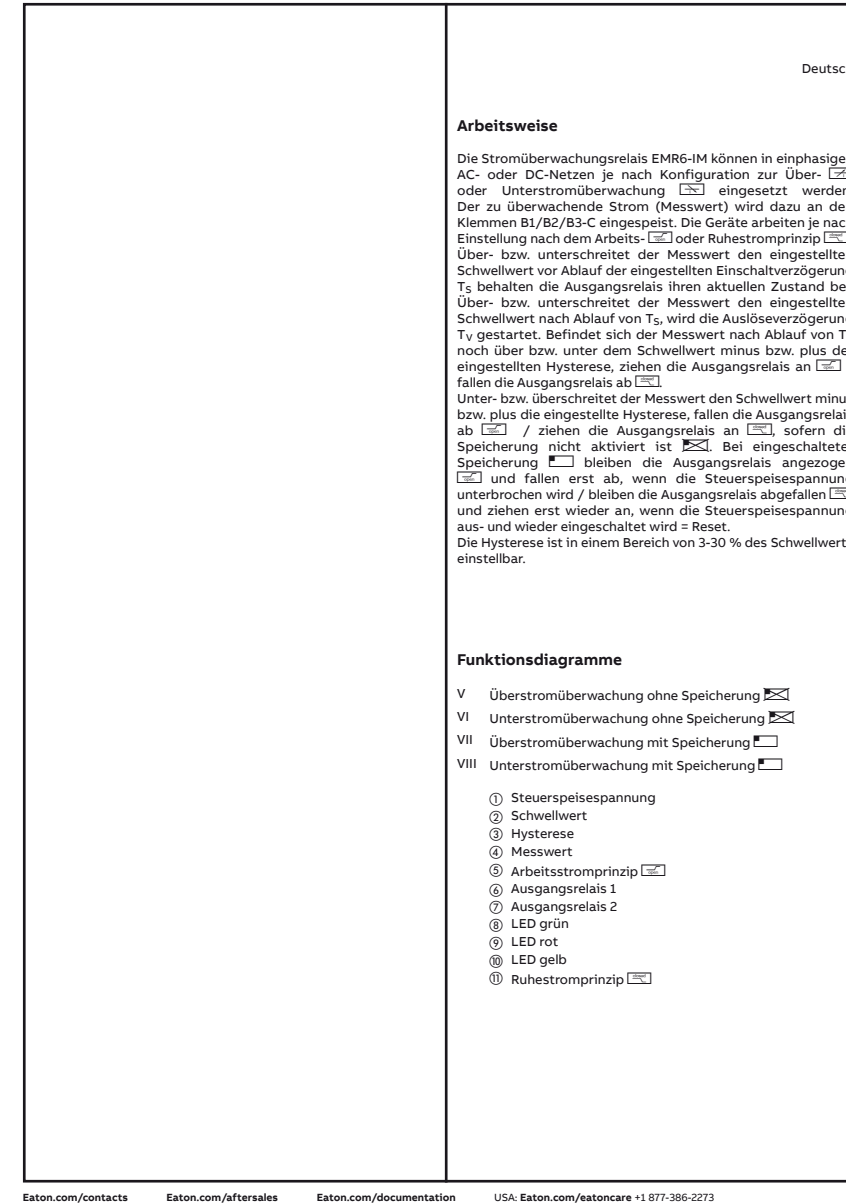 Deutsc
Arbeitsweise
Die Stromüberwachungsrelais EMR6-IM können in einphasige
AC- oder DC-Netzen je nach Konfiguration zur Über-
oder Unterstromüberwachung eingesetzt werden
Der zu überwachende Strom (Messwert) wird dazu an de
Klemmen B1/B2/B3-C eingespeist. Die Geräte arbeiten je nac
Einstellung nach dem Arbeits- open oder Ruhestromprinzip closed
Über- bzw. unterschreitet der Messwert den eingestellte
Schwellwert vor Ablauf der eingestellten Einschaltverzögerun
TS behalten die Ausgangsrelais ihren aktuellen Zustand be
Über- bzw. unterschreitet der Messwert den eingestellte
Schwellwert nach Ablauf von TS, wird die Auslöseverzögerun
TV gestartet. Befindet sich der Messwert nach Ablauf von T
noch über bzw. unter dem Schwellwert minus bzw. plus de
eingestellten Hysterese, ziehen die Ausgangsrelais an open
fallen die Ausgangsrelais ab closed.
Unter- bzw. überschreitet der Messwert den Schwellwert minu
bzw. plus die eingestellte Hysterese, fallen die Ausgangsrelai
ab open / ziehen die Ausgangsrelais an closed, sofern di
Speicherung nicht aktiviert ist. Bei eingeschaltete
Speicherung bleiben die Ausgangsrelais angezoge
open und fallen erst ab, wenn die Steuerspeisespannun
unterbrochen wird / bleiben die Ausgangsrelais abgefallen
und ziehen erst wieder an, wenn die Steuerspeisespannun
aus- und wieder eingeschaltet wird = Reset.
Die Hysterese ist in einem Bereich von 3-30 % des Schwellwert
einstellbar.
Funktionsdiagramme
V Überstromüberwachung ohne Speicherung
VI Unterstromüberwachung ohne Speicherung
VII Überstromüberwachung mit Speicherung
VIII Unterstromüberwachung mit Speicherung
① Steuerspeisespannung
② Schwellwert
③ Hysterese
④ Messwert
⑤ Arbeitsstromprinzip open
⑥ Ausgangsrelais 1
⑦ Ausgangsrelais 2
⑧ LED grün
⑨ LED rot
⑩ LED gelb
⑪ Ruhestromprinzip closed
Eaton.com/contacts Eaton.com/aftersales Eaton.com/documentation USA: Eaton.com/eatoncare +1 877-386-2273